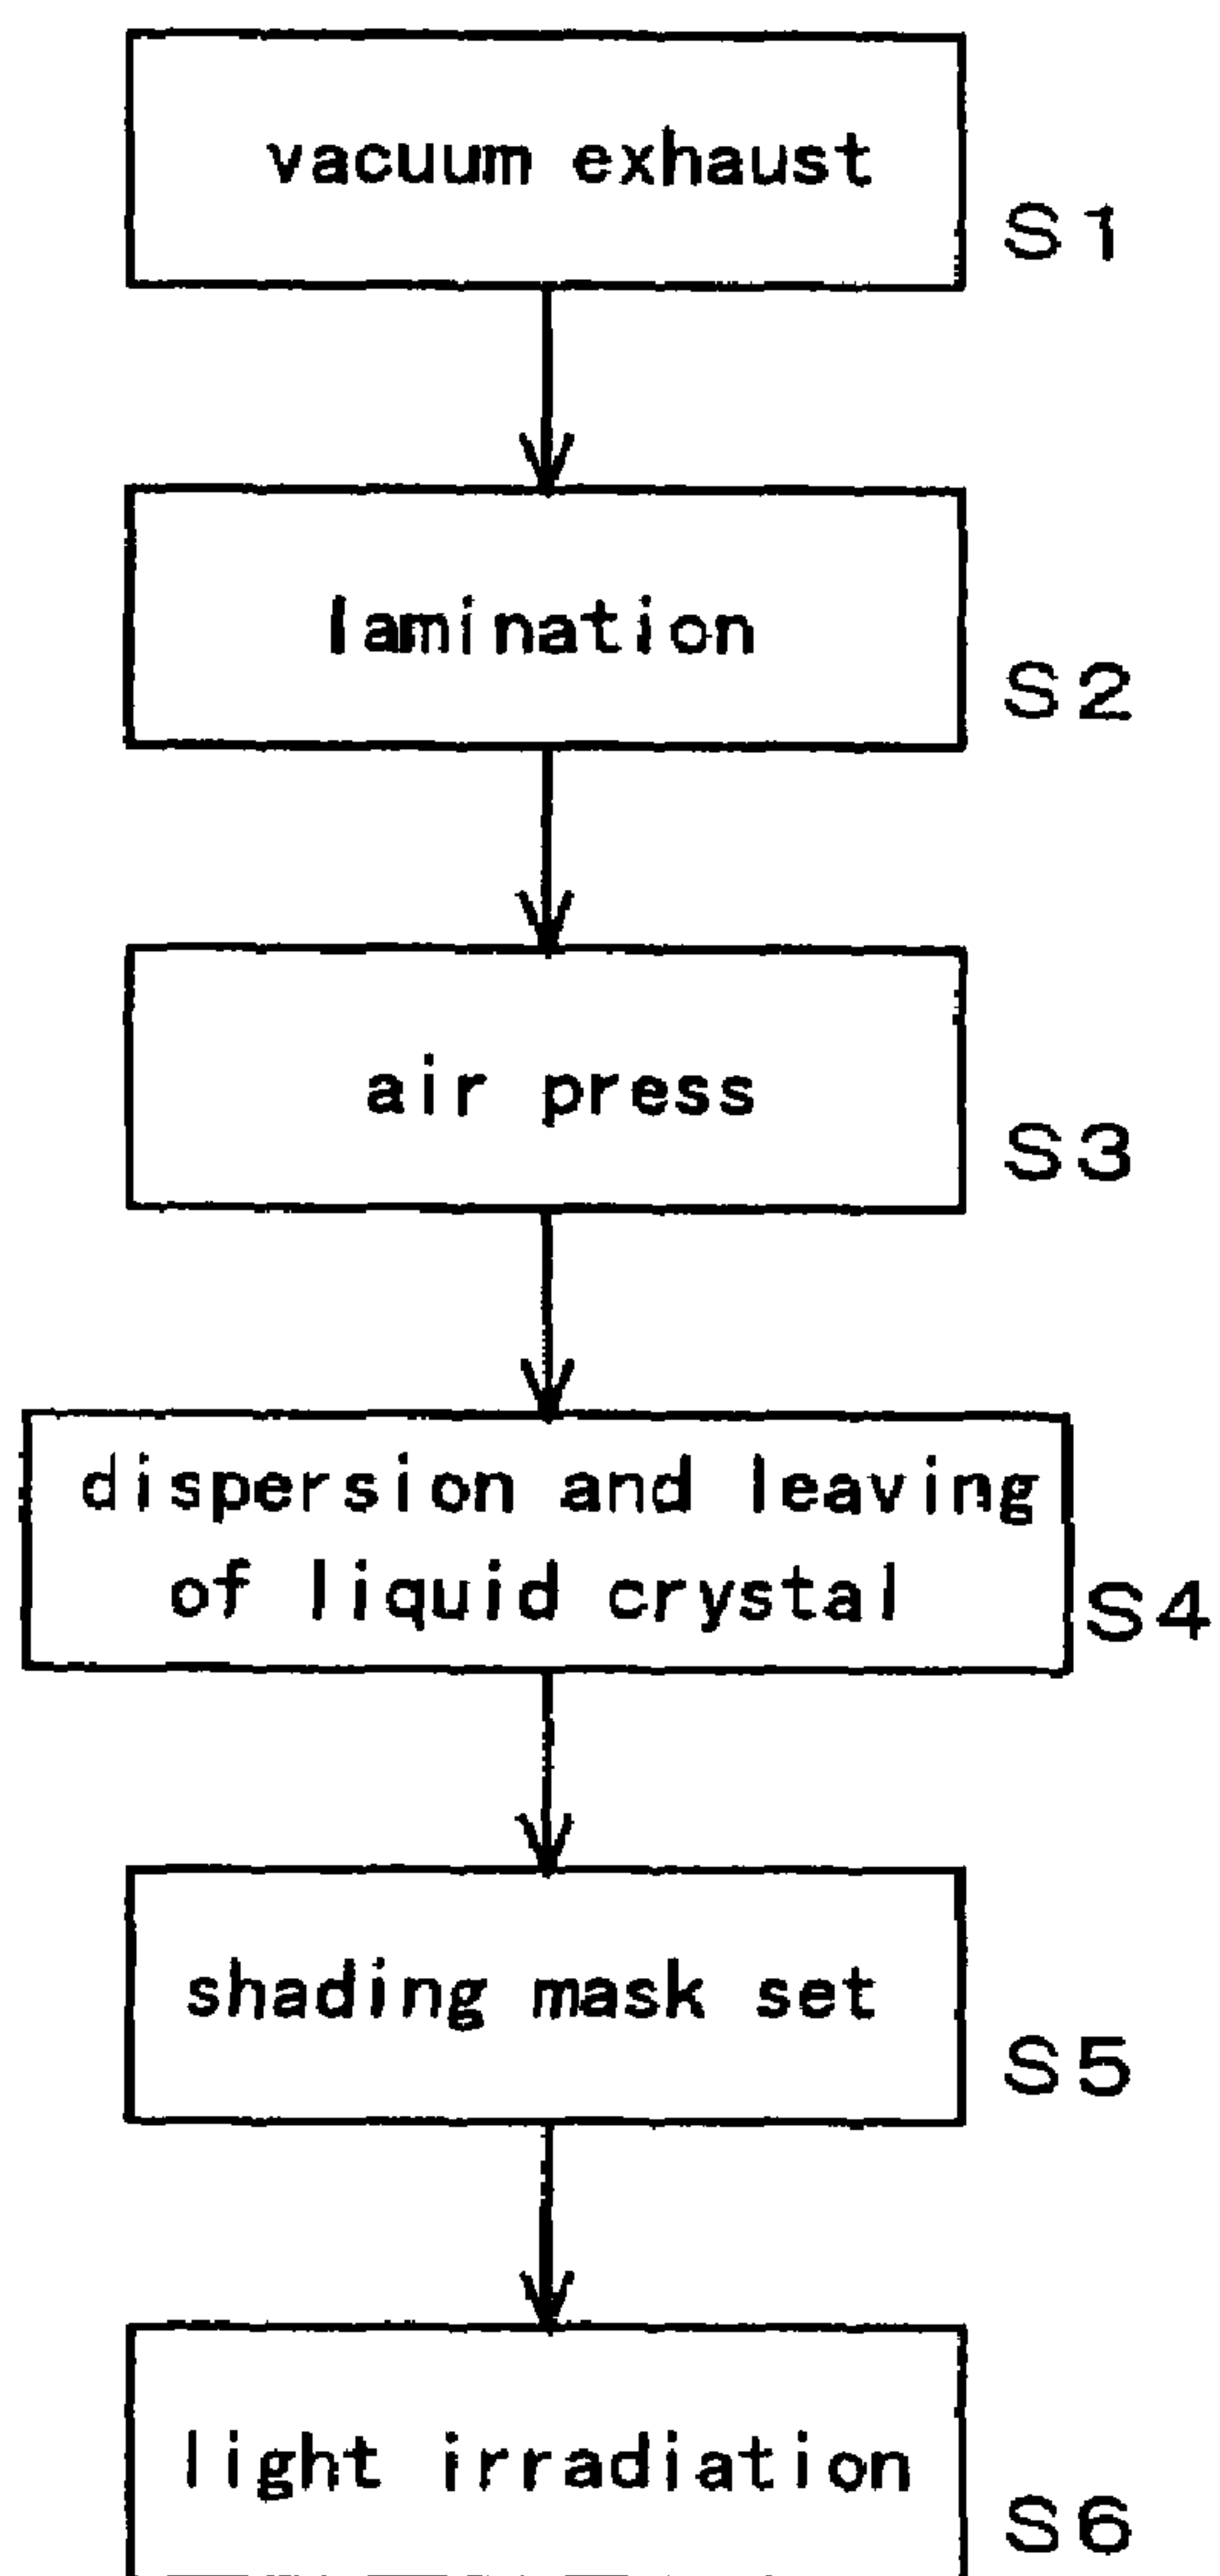 vacuum exhaust
S1
lamination
S2
air press
S3
dispersion and leaving
of liquid crystal
S4
shading mask set
S5
light irradiation
S6